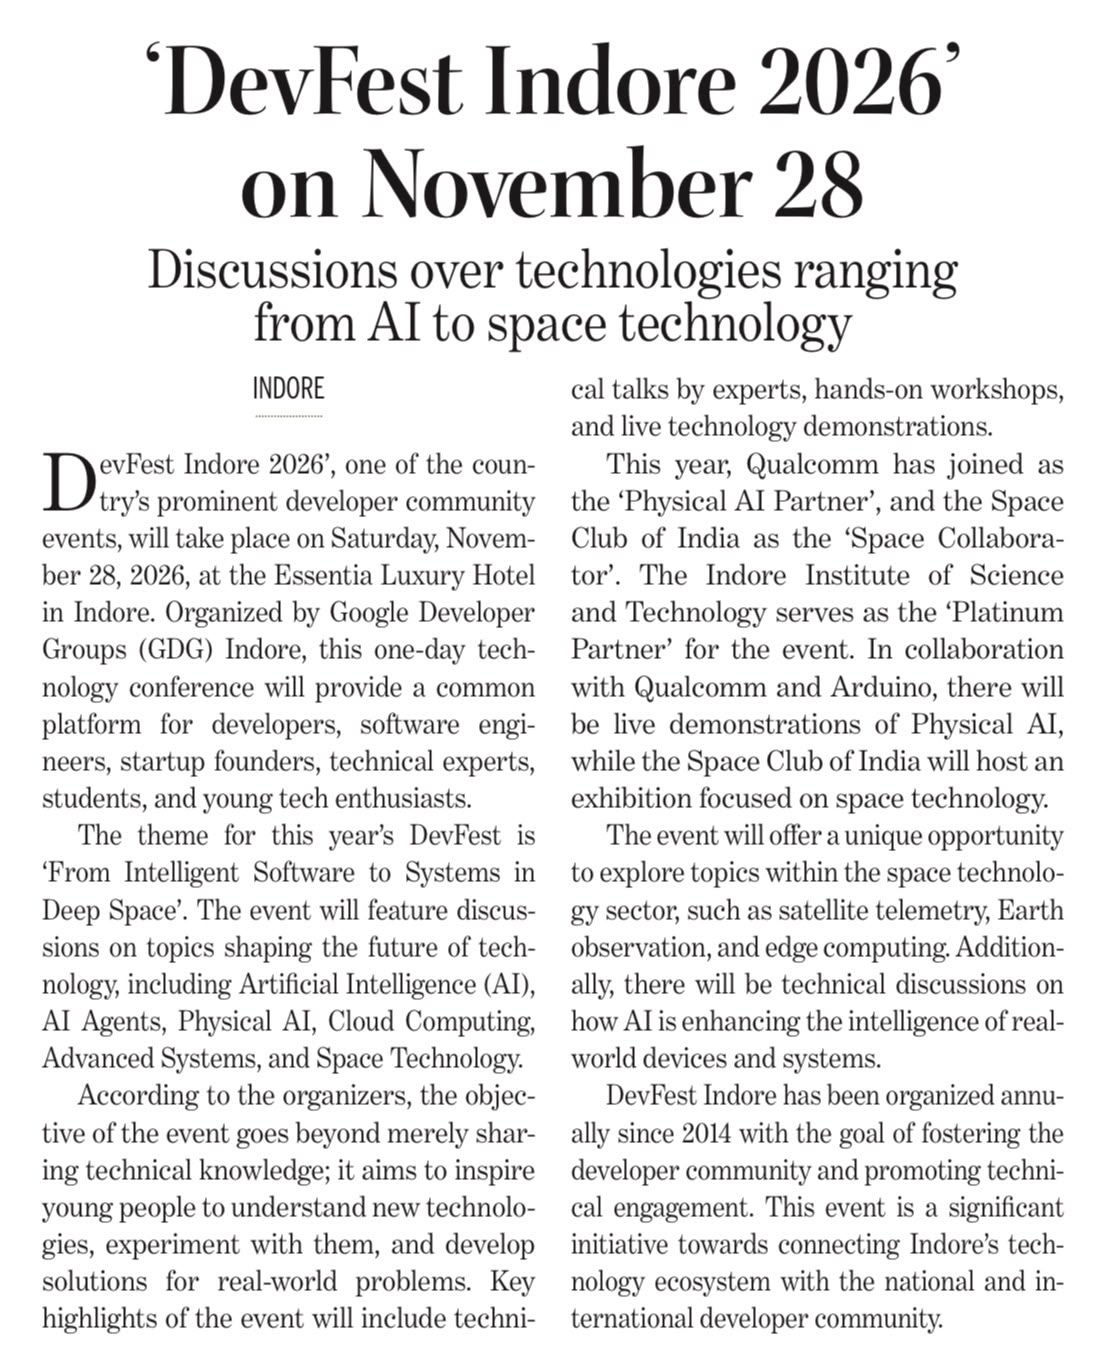 ‘DevFest Indore 2026’
on November 28
Discussions over technologies ranging
from AI to space technology
INDORE
DevFest Indore 2026’, one of the coun-
try’s prominent developer community
events, will take place on Saturday, Novem-
ber 28, 2026, at the Essentia Luxury Hotel
in Indore. Organized by Google Developer
Groups (GDG) Indore, this one-day tech-
nology conference will provide a common
platform for developers, software engi-
neers, startup founders, technical experts,
students, and young tech enthusiasts.
The theme for this year’s DevFest is
‘From Intelligent Software to Systems in
Deep Space’. The event will feature discus-
sions on topics shaping the future of tech-
nology, including Artificial Intelligence (AI),
AI Agents, Physical AI, Cloud Computing,
Advanced Systems, and Space Technology.
According to the organizers, the objec-
tive of the event goes beyond merely shar-
ing technical knowledge; it aims to inspire
young people to understand new technolo-
gies, experiment with them, and develop
solutions for real-world problems. Key
highlights of the event will include techni-
cal talks by experts, hands-on workshops,
and live technology demonstrations.
This year, Qualcomm has joined as
the ‘Physical AI Partner’, and the Space
Club of India as the ‘Space Collabora-
tor’. The Indore Institute of Science
and Technology serves as the ‘Platinum
Partner’ for the event. In collaboration
with Qualcomm and Arduino, there will
be live demonstrations of Physical AI,
while the Space Club of India will host an
exhibition focused on space technology.
The event will offer a unique opportunity
to explore topics within the space technolo-
gy sector, such as satellite telemetry, Earth
observation, and edge computing. Addition-
ally, there will be technical discussions on
how AI is enhancing the intelligence of real-
world devices and systems.
DevFest Indore has been organized annu-
ally since 2014 with the goal of fostering the
developer community and promoting techni-
cal engagement. This event is a significant
initiative towards connecting Indore’s tech-
nology ecosystem with the national and in-
ternational developer community.